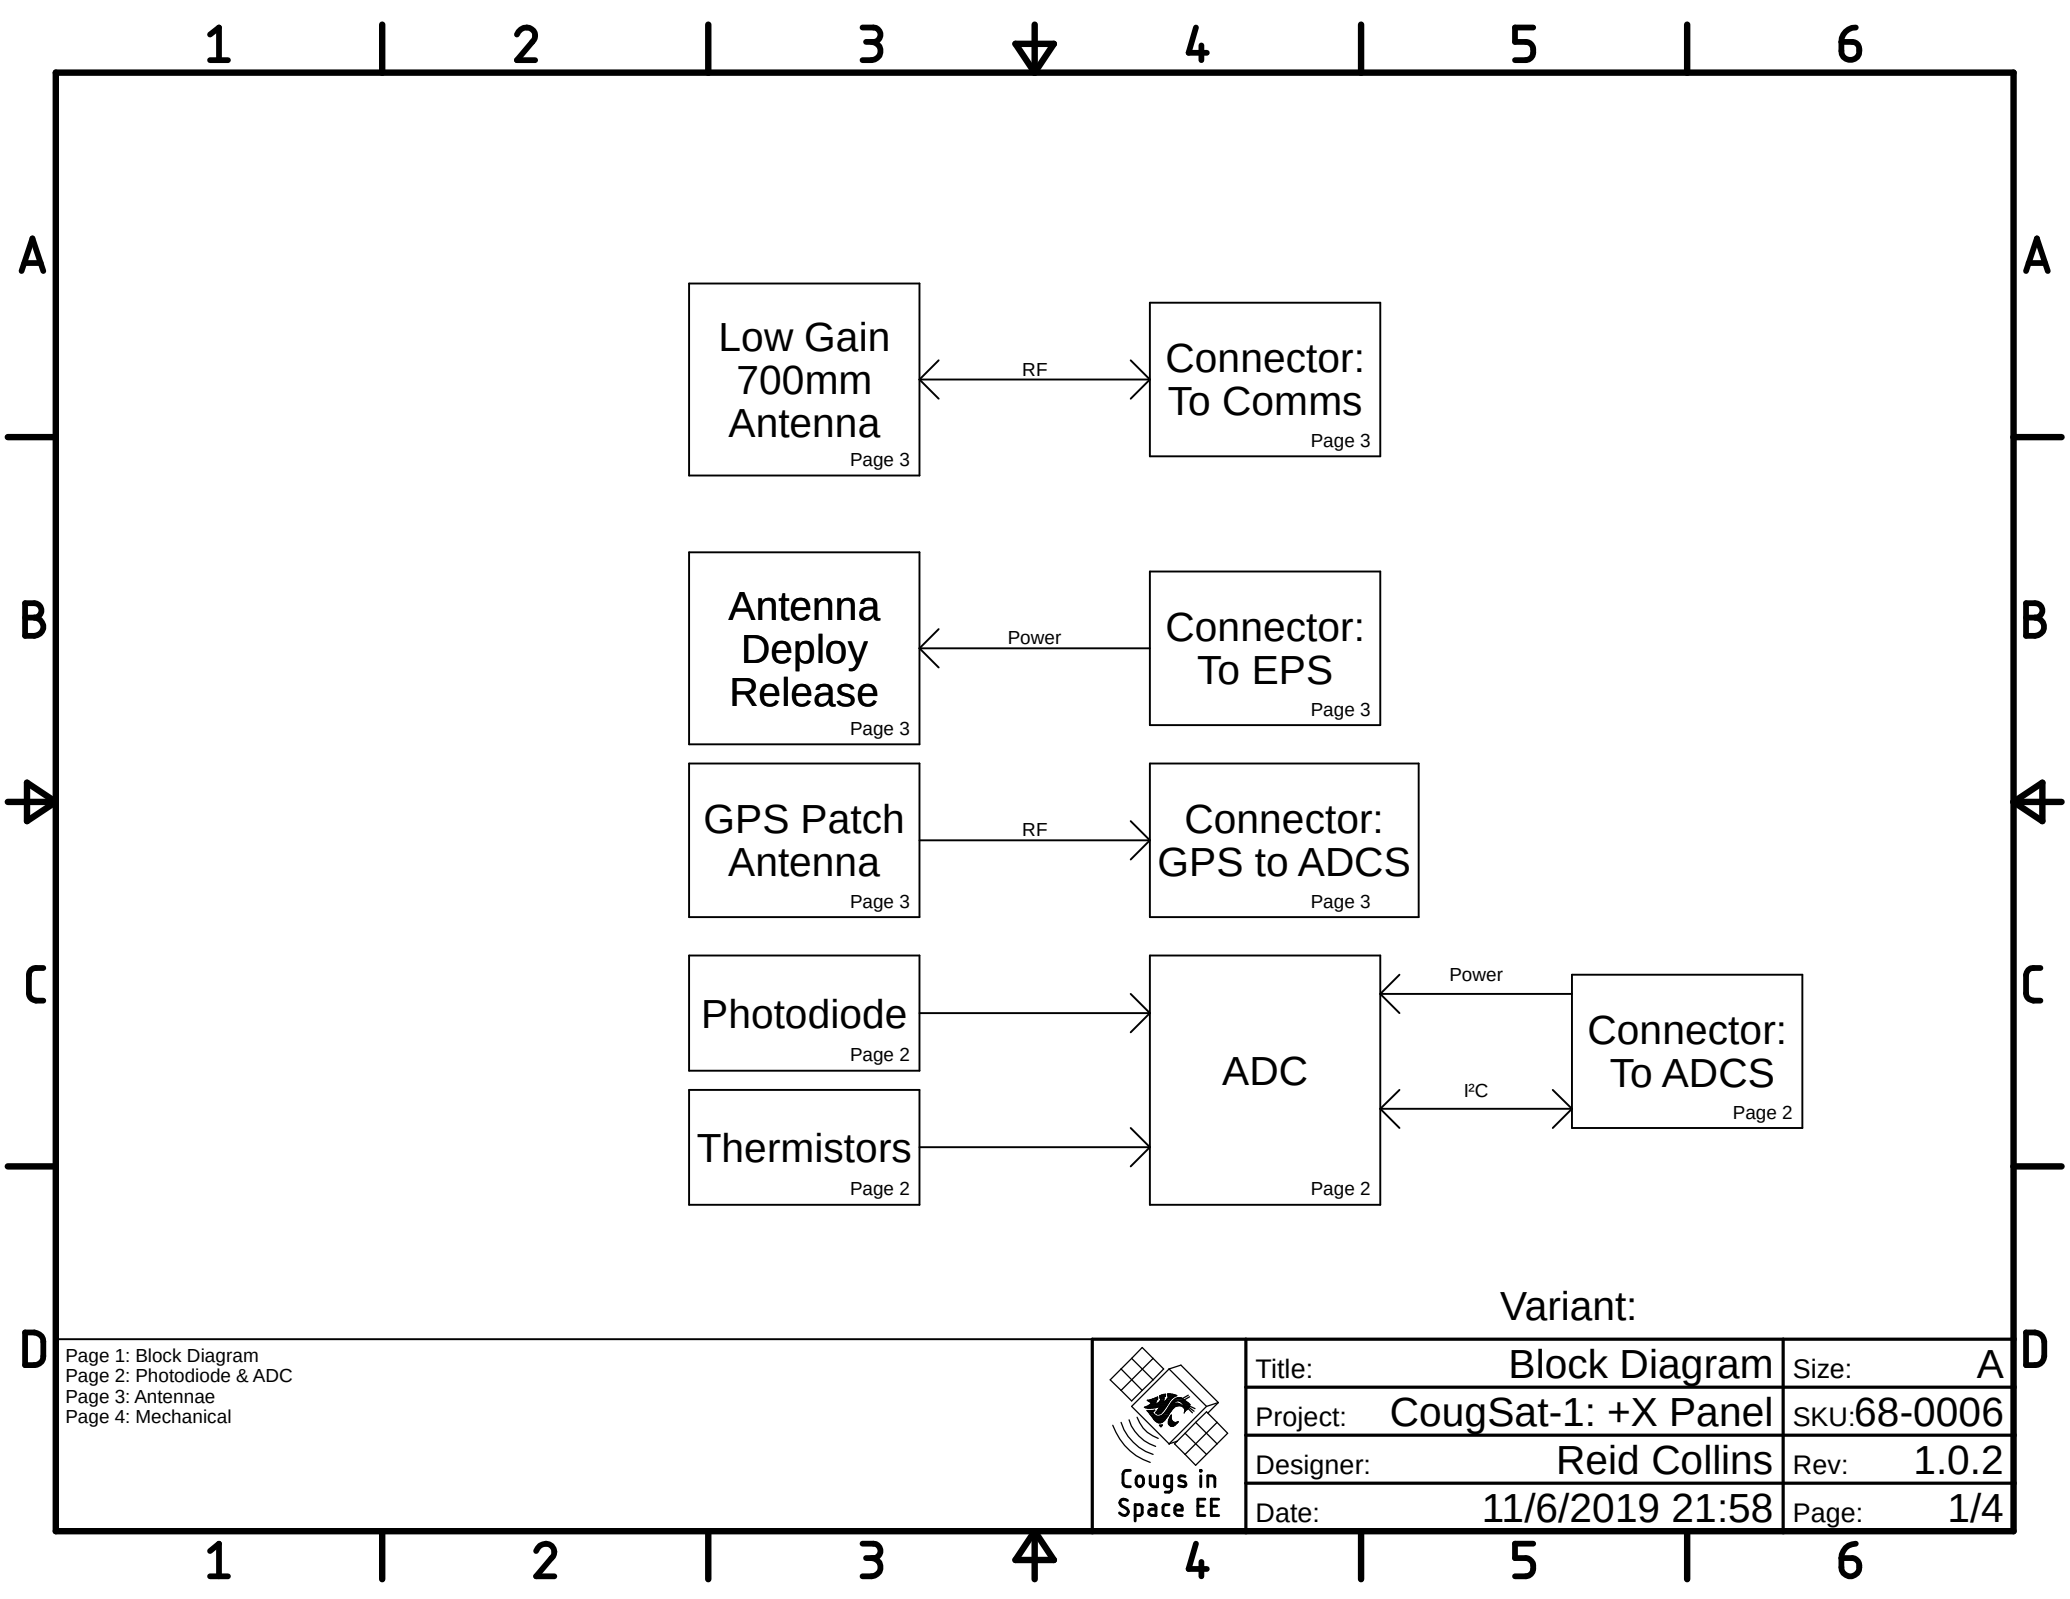 1 2 3 4 5 6
A A
Low Gain
700mm
Antenna
Page 3
RF
Connector:
To Comms
Page 3
B B
Antenna
Deploy
Release
Page 3
Power
Connector:
To EPS
Page 3
GPS Patch
Antenna
Page 3
RF
Connector:
GPS to ADCS
Page 3
C C
Photodiode
Page 2
Thermistors
Page 2
ADC
Page 2
Power
I²C
Connector:
To ADCS
Page 2
Variant:
D D
Page 1: Block Diagram
Page 2: Photodiode & ADC
Page 3: Antennae
Page 4: Mechanical
Cougs in
Space EE
Title: Block Diagram Size: A
Project: CougSat-1: +X Panel SKU:68-0006
Designer: Reid Collins Rev: 1.0.2
Date: 11/6/2019 21:58 Page: 1/4
1 2 3 4 5 6